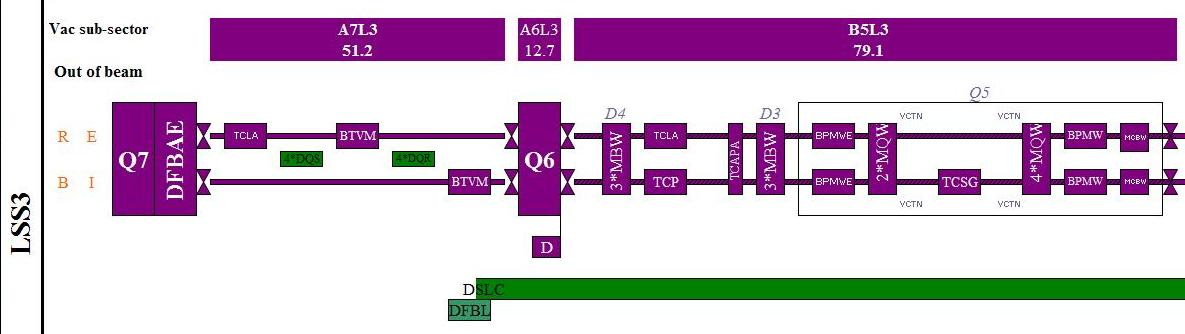 Vac sub-sector A7L3 A6L3 B5L3
51.2 12.7 79.1
Out of beam
Q5
D4 D3 VCTN VCTN
R E TCLA BTVM TCLA BPMWE BPMW MCBW
Q7 DFBAE Q6 3*MBW TCAPA 3*MBW 2*MQW 4*MQW
4*DQS 4*DQR
B I BTVM TCP BPMWE TCSG BPMW MCBW
VCTN VCTN
LSS3
D
DSLC
DFBL